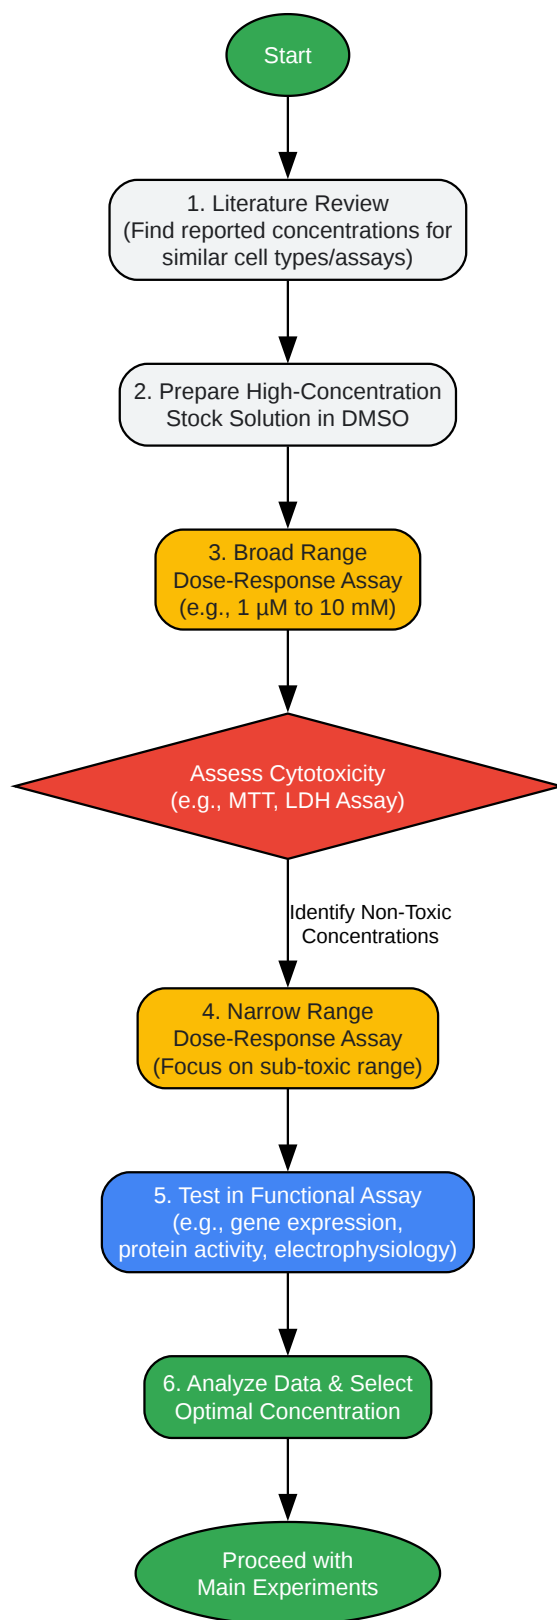 Start
1. Literature Review
(Find reported concentrations for
similar cell types/assays)
2. Prepare High-Concentration
Stock Solution in DMSO
3. Broad Range
Dose-Response Assay
(e.g., 1 µM to 10 mM)
Assess Cytotoxicity
(e.g., MTT, LDH Assay)
Identify Non-Toxic
Concentrations
4. Narrow Range
Dose-Response Assay
(Focus on sub-toxic range)
5. Test in Functional Assay
(e.g., gene expression,
protein activity, electrophysiology)
6. Analyze Data & Select
Optimal Concentration
Proceed with
Main Experiments